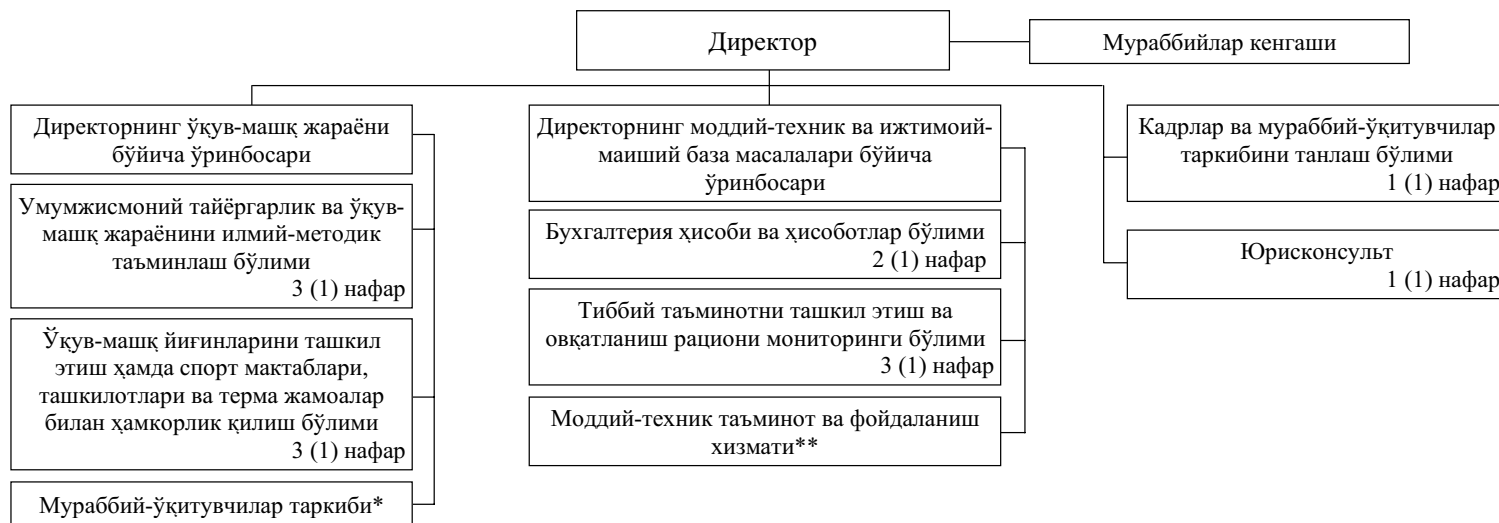 Директор
Мураббийлар кенгаши
Директорнинг ўқув-машқ жараёни
бўйича ўринбосари
Умумжисмоний тайёргарлик ва ўқув-
машқ жараёнини илмий-методик
таъминлаш бўлими
3 (1) нафар
Ўқув-машқ йиғинларини ташкил
этиш ҳамда спорт мактаблари,
ташкилотлари ва терма жамоалар
билан ҳамкорлик қилиш бўлими
3 (1) нафар
Мураббий-ўқитувчилар таркиби*
Директорнинг моддий-техник ва ижтимоий-
маиший база масалалари бўйича
ўринбосари
Бухгалтерия ҳисоби ва ҳисоботлар бўлими
2 (1) нафар
Тиббий таъминотни ташкил этиш ва
овқатланиш рациони мониторинги бўлими
3 (1) нафар
Моддий-техник таъминот ва фойдаланиш
хизмати**
Кадрлар ва мураббий-ўқитувчилар
таркибини танлаш бўлими
1 (1) нафар
Юрисконсульт
1 (1) нафар